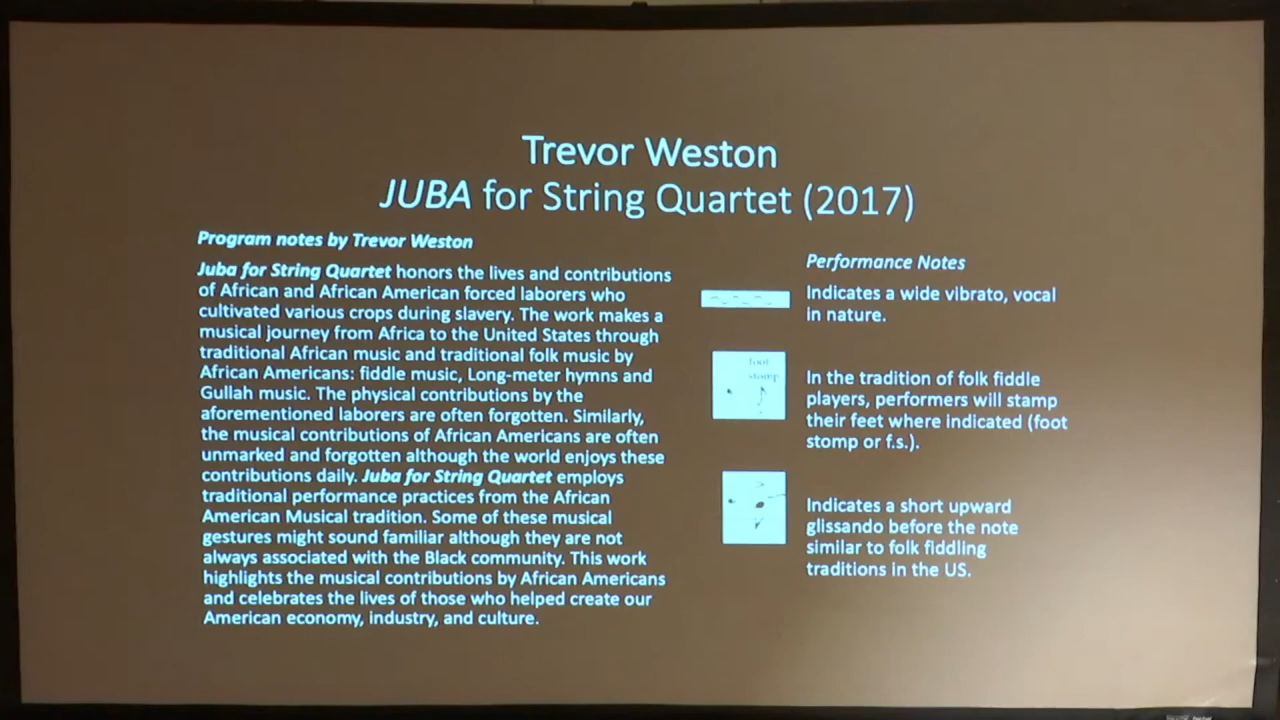 Trevor Weston
JUBA for String Quartet (2017)
Program notes by Trevor Weston
Juba for String Quartet honors the lives and contributions
of African and African American forced laborers who
cultivated various crops during slavery. The work makes a
musical journey from Africa to the United States through
traditional African music and traditional folk music by
African Americans: fiddle music, Long-meter hymns and
Gullah music. The physical contributions by the
aforementioned laborers are often forgotten. Similarly,
the musical contributions of African Americans are often
unmarked and forgotten although the world enjoys these
contributions daily. Juba for String Quartet employs
traditional performance practices from the African
American Musical tradition. Some of these musical
gestures might sound familiar although they are not
always associated with the Black community. This work
highlights the musical contributions by African Americans
and celebrates the lives of those who helped create our
American economy, industry, and culture.
Performance Notes
Indicates a wide vibrato, vocal
in nature.
foot
stomp
In the tradition of folk fiddle
players, performers will stamp
their feet where indicated (foot
stomp or f.s.).
Indicates a short upward
glissando before the note
similar to folk fiddling
traditions in the US.